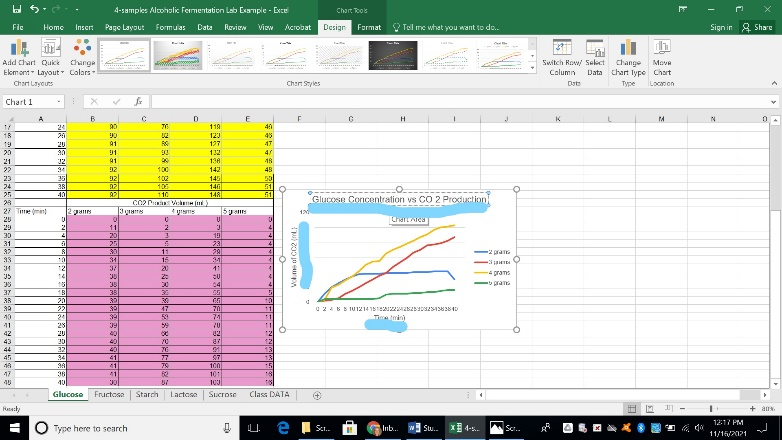 4-samples Alcoholic Fermentation Lab Example - Excel
Chart Tools
File Home Insert Page Layout Formulas Data Review View Acrobat Design Format Tell me what you want to do... Sign in Share
Add Chart Element Quick Layout Change Colors Switch Row/ Column Select Data Change Chart Type Move Chart
Chart Layouts Chart Styles Data Type Location
Chart 1 fx
A B C D E F G H I J K L M N O
17 24 90 76 119 46
18 26 90 82 123 46
19 28 91 89 127 47
20 30 91 93 132 47
21 32 91 99 136 48
22 34 92 100 142 48
23 36 92 102 145 50
24 38 92 105 146 51
25 40 92 110 148 51
26 CO2 Product Volume (mL)
27 Time (min) 2 grams 3 grams 4 grams 5 grams
28 0 0 0 0 0
29 2 11 2 3 4
30 4 20 3 19 4
31 6 25 5 23 4
32 8 30 11 29 4
33 10 34 15 34 4
34 12 37 20 41 4
35 14 38 25 50 4
36 16 38 30 54 4
37 18 38 35 55 5
38 20 39 39 65 10
39 22 39 47 70 11
40 24 39 53 74 11
41 26 39 59 78 11
42 28 40 66 82 12
43 30 40 70 87 12
44 32 40 76 91 13
45 34 41 77 97 13
46 36 41 79 100 15
47 38 41 82 101 16
48 40 30 87 103 16
Glucose Concentration vs CO 2 Production
Chart Area
120
Volume of CO2 (mL)
0
0 2 4 6 8 10 12 14 16 18 20 22 24 26 28 30 32 34 36 38 40
Time (min)
2 grams
3 grams
4 grams
5 grams
Glucose Fructose Starch Lactose Sucrose Class DATA
Ready 80%
Type here to search
Scr... Inb... Stu... 4-s... Scr...
12:17 PM
11/16/2021